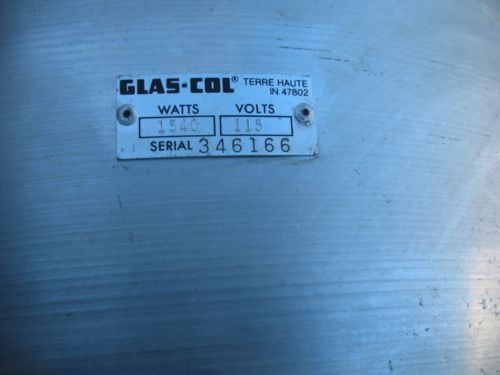 GLAS-COL® TERRE HAUTE
IN 47802
WATTS VOLTS
1540 115
SERIAL 346166